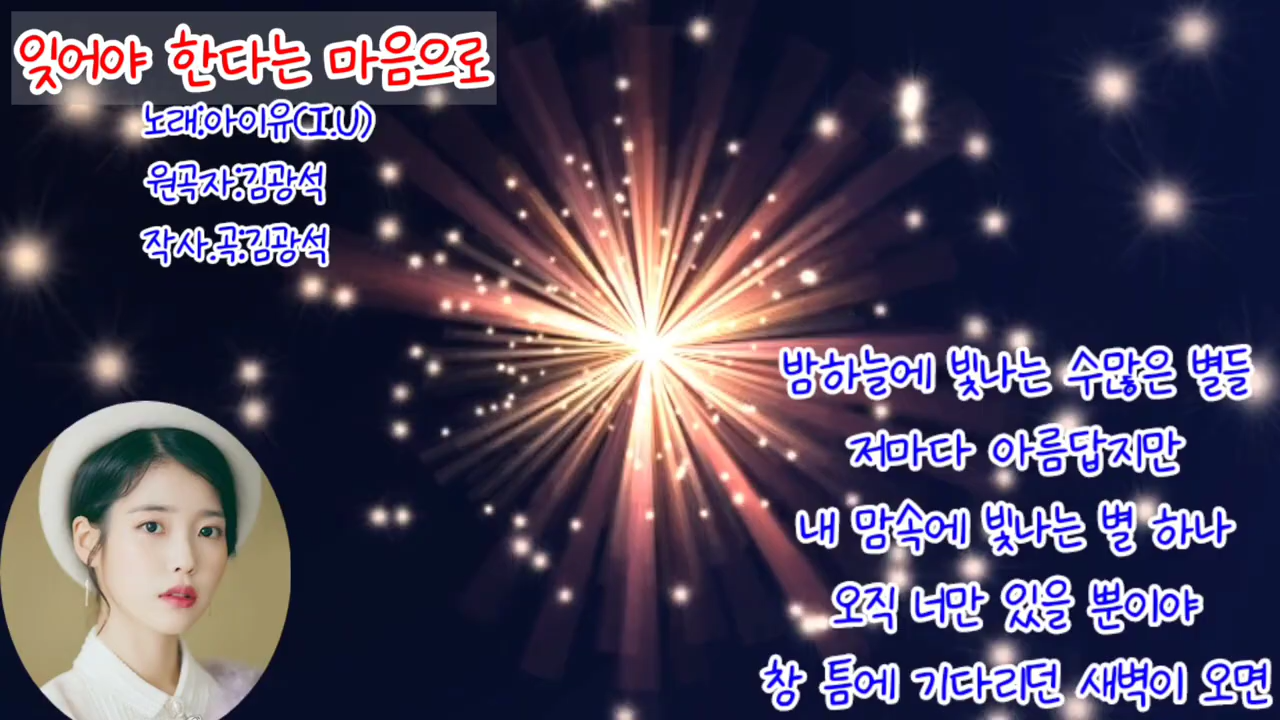 잊어야 한다는 마음으로
노래:아이유(I.U)
원곡자:김광석
작사.곡:김광석
밤하늘에 빛나는 수많은 별들
저마다 아름답지만
내 맘속에 빛나는 별 하나
오직 너만 있을 뿐이야
창 틈에 기다리던 새벽이 오면